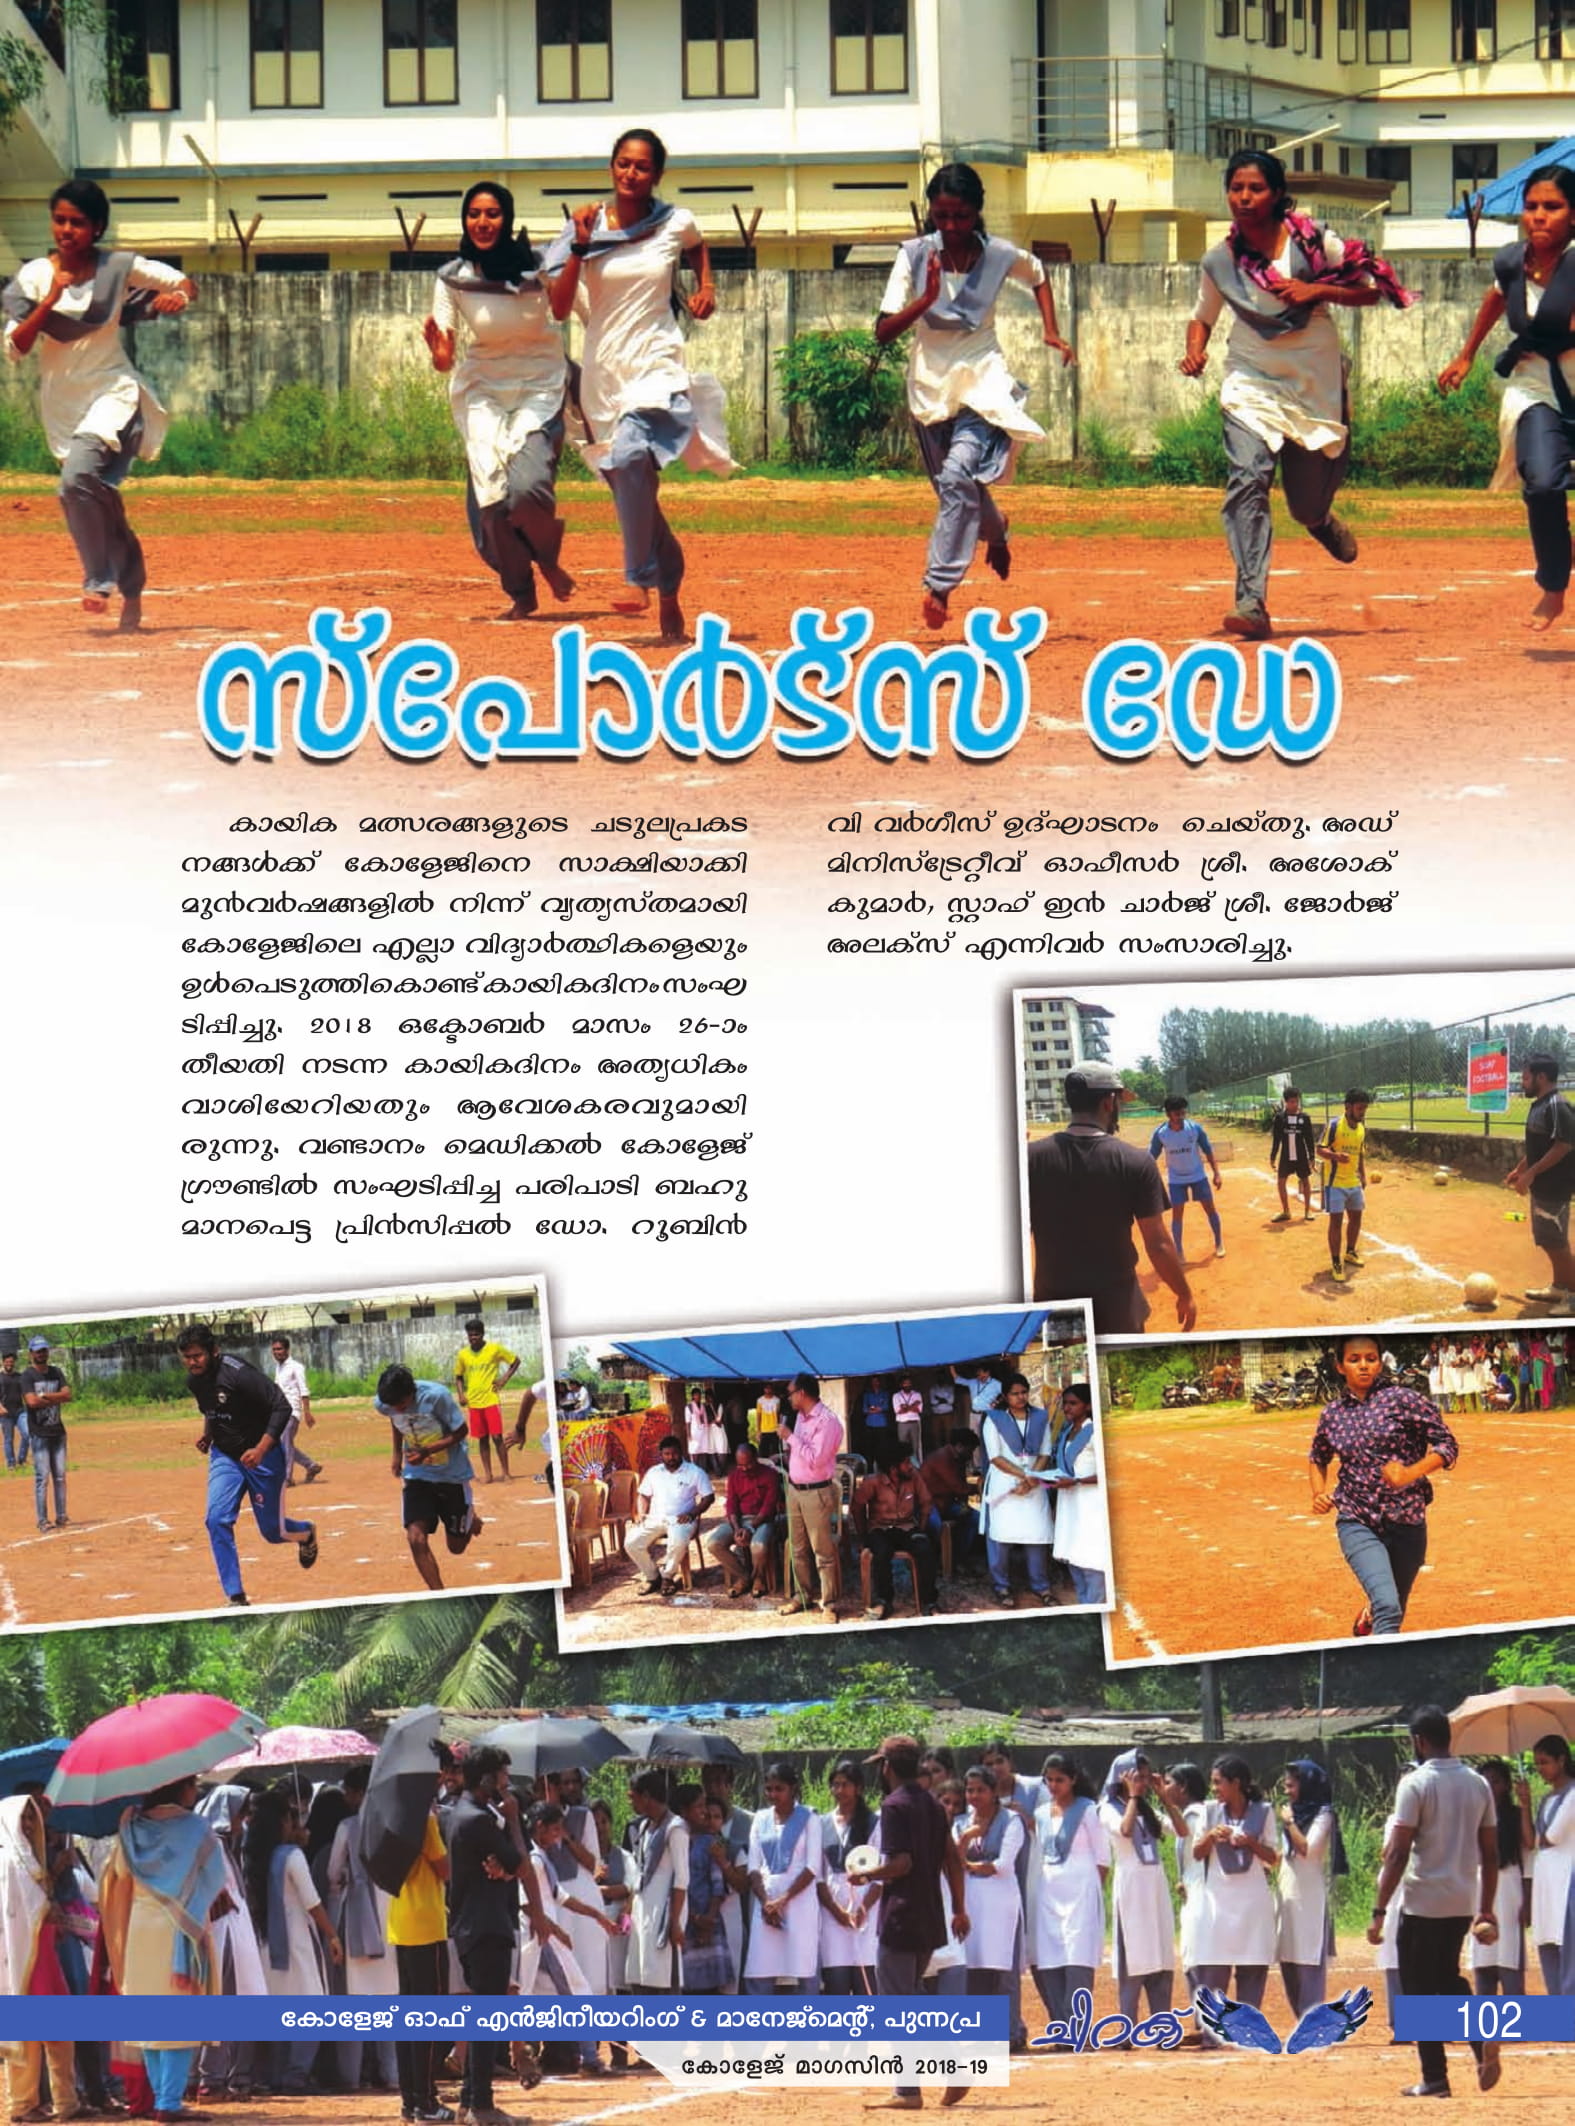 സ്പോർട്സ് ഡേ
കായിക മത്സരങ്ങളുടെ ചടുലപ്രകട
നങ്ങൾക്ക് കോളേജിനെ സാക്ഷിയാക്കി
മുൻവർഷങ്ങളിൽ നിന്ന് വ്യത്യസ്തമായി
കോളേജിലെ എല്ലാ വിദ്യാർത്ഥികളെയും
ഉൾപെടുത്തികൊണ്ട് കായികദിനം സംഘ
ടിപ്പിച്ചു. 2018 ഒക്ടോബർ മാസം 26-ാം
തീയതി നടന്ന കായികദിനം അത്യധികം
വാശിയേറിയതും ആവേശകരവുമായി
രുന്നു. വണ്ടാനം മെഡിക്കൽ കോളേജ്
ഗ്രൗണ്ടിൽ സംഘടിപ്പിച്ച പരിപാടി ബഹു
മാനപെട്ട പ്രിൻസിപ്പൽ ഡോ. റൂബിൻ
വി വർഗീസ് ഉദ്ഘാടനം ചെയ്തു. അഡ്
മിനിസ്ട്രേറ്റീവ് ഓഫീസർ ശ്രീ. അശോക്
കുമാർ, സ്റ്റാഫ് ഇൻ ചാർജ് ശ്രീ. ജോർജ്
അലക്സ് എന്നിവർ സംസാരിച്ചു.
FOOTBALL
കോളേജ് ഓഫ് എൻജിനീയറിംഗ് & മാനേജ്മെന്റ്, പുന്നപ്ര
ചിറക്
102
കോളേജ് മാഗസിൻ 2018-19